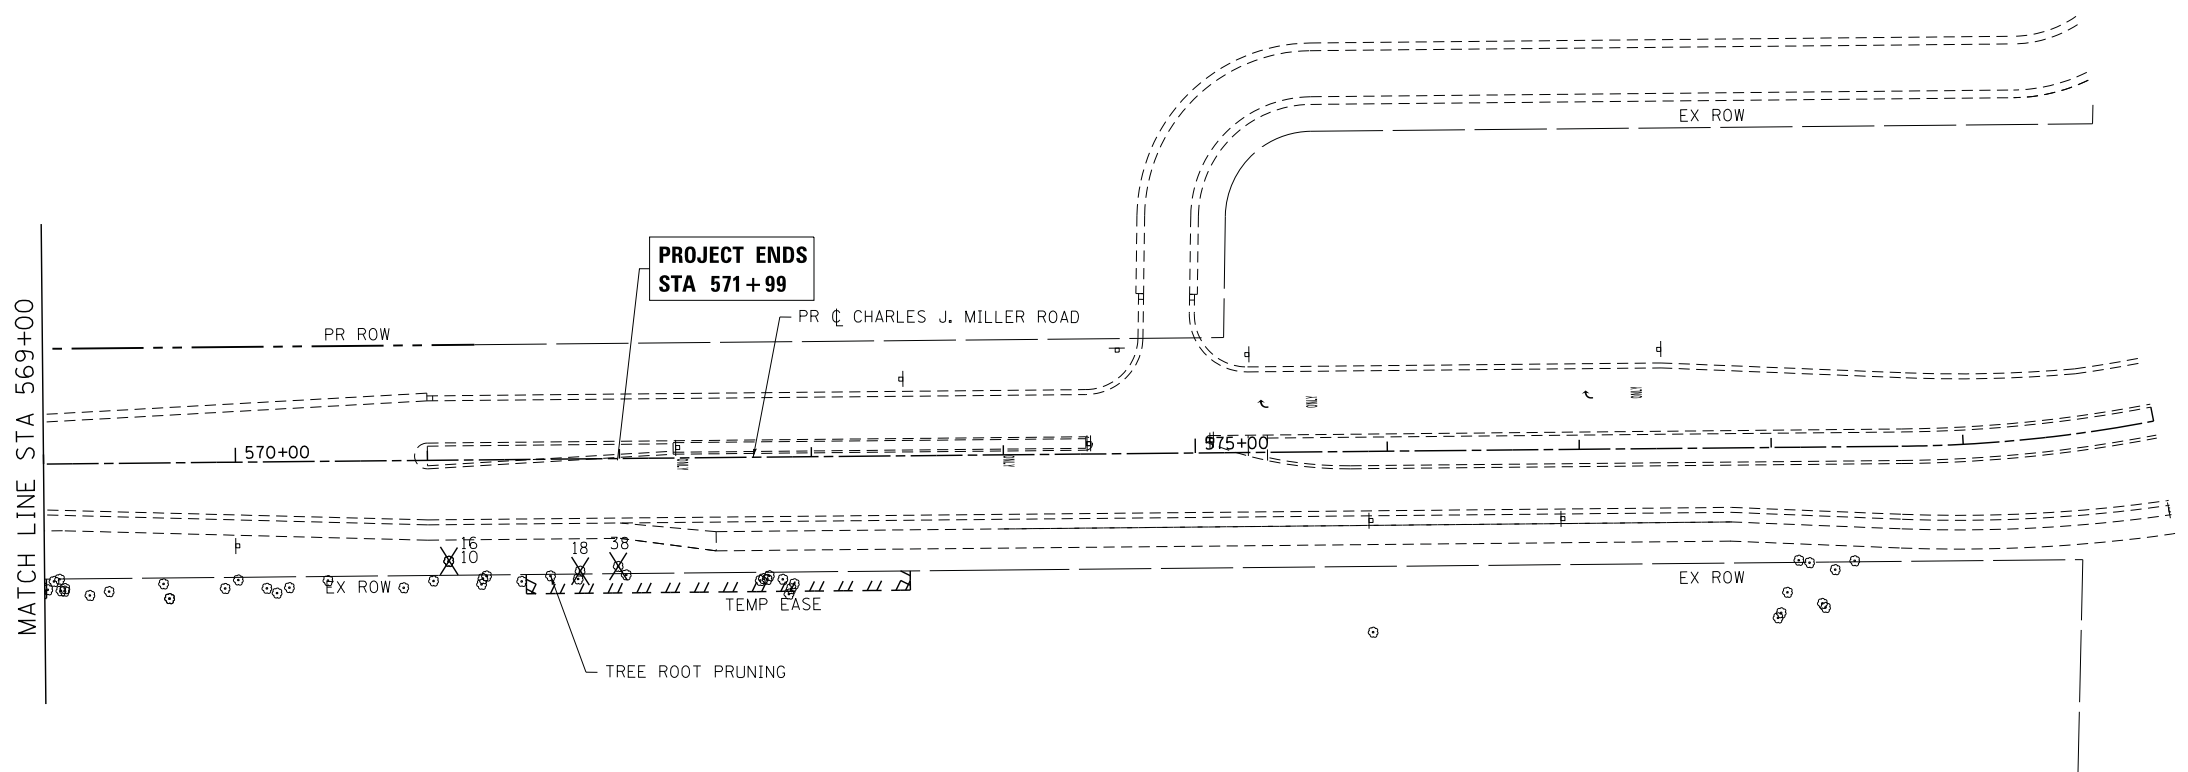 EX ROW
PROJECT ENDS
STA 571+99
PR ℄ CHARLES J. MILLER ROAD
PR ROW
MATCH LINE STA 569+00
570+00
575+00
16
10
18
38
EX ROW
TEMP EASE
EX ROW
TREE ROOT PRUNING